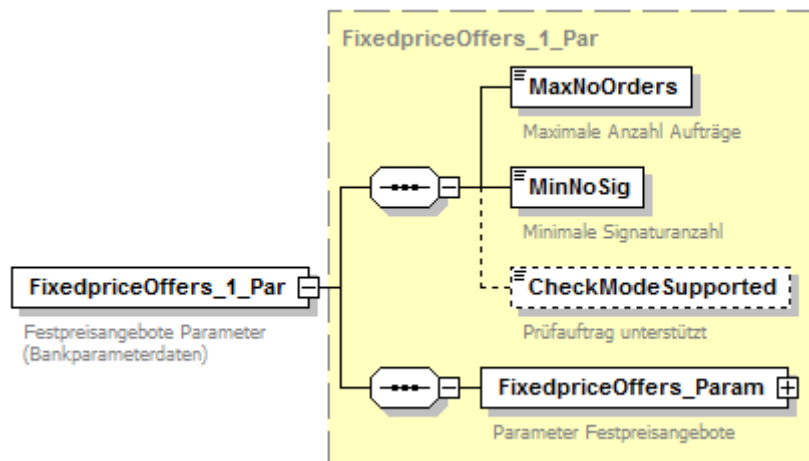 FixedpriceOffers_1_Par
MaxNoOrders
Maximale Anzahl Aufträge
MinNoSig
Minimale Signaturanzahl
CheckModeSupported
Prüfauftrag unterstützt
FixedpriceOffers_1_Par
Festpreisangebote Parameter
(Bankparameterdaten)
FixedpriceOffers_Param
Parameter Festpreisangebote